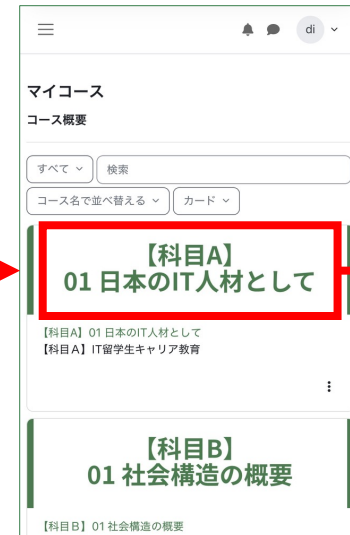 di
マイコース
コース概要
すべて
検索
コース名で並べ替える
カード
【科目A】
01 日本のIT人材として
【科目A】01 日本のIT人材として
【科目A】IT留学生キャリア教育
【科目B】
01 社会構造の概要
【科目B】01 社会構造の概要